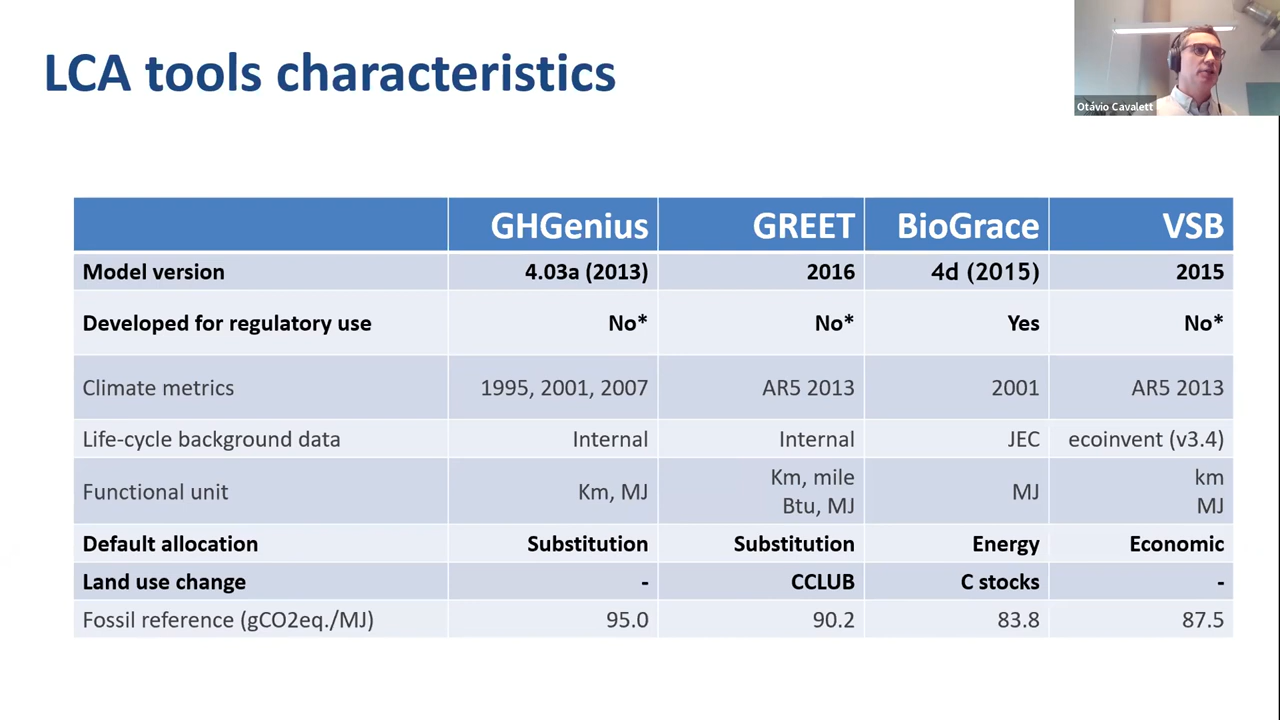 LCA tools characteristics
Otávio Cavalett
GHGenius GREET BioGrace VSB
Model version 4.03a (2013) 2016 4d (2015) 2015
Developed for regulatory use No* No* Yes No*
Climate metrics 1995, 2001, 2007 AR5 2013 2001 AR5 2013
Life-cycle background data Internal Internal JEC ecoinvent (v3.4)
Functional unit Km, MJ Km, mile Btu, MJ MJ km MJ
Default allocation Substitution Substitution Energy Economic
Land use change - CCLUB C stocks -
Fossil reference (gCO2eq./MJ) 95.0 90.2 83.8 87.5